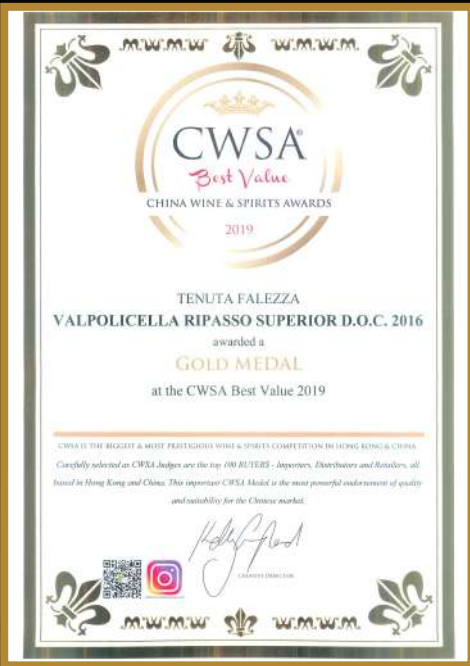 CWSA®
Best Value
CHINA WINE & SPIRITS AWARDS
2019
TENUTA FALEZZA
VALPOLICELLA RIPASSO SUPERIOR D.O.C. 2016
awarded a
GOLD MEDAL
at the CWSA Best Value 2019
CWSA IS THE BIGGEST & MOST PRESTIGIOUS WINE & SPIRITS COMPETITION IN HONG KONG & CHINA
Carefully selected as CWSA Judges are the top 100 BUYERS - Importers, Distributors and Retailers, all
based in Hong Kong and China. This important CWSA Medal is the most powerful endorsement of quality
and suitability for the Chinese market.
CREATIVE DIRECTOR